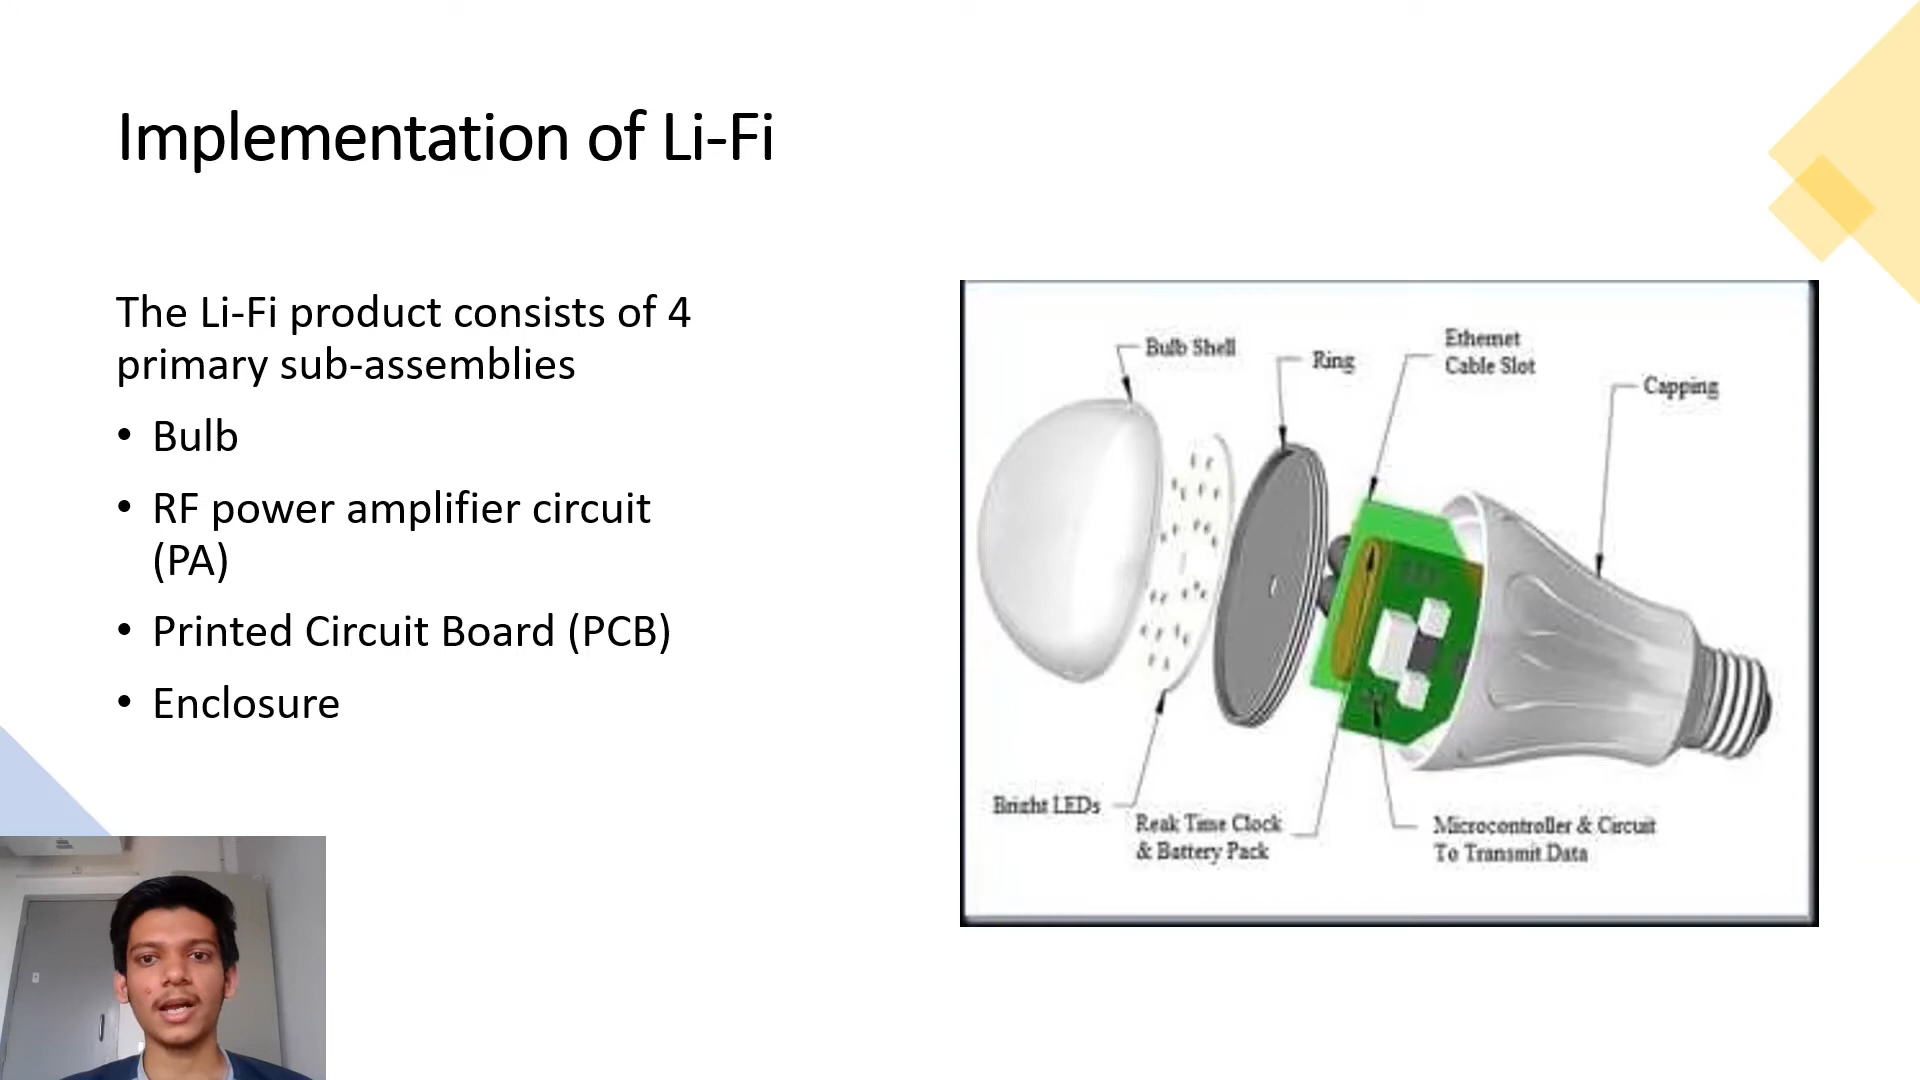 Implementation of Li-Fi
The Li-Fi product consists of 4
primary sub-assemblies
• Bulb
• RF power amplifier circuit
(PA)
• Printed Circuit Board (PCB)
• Enclosure
Bulb Shell
Ring
Ethernet
Cable Slot
Capping
Bright LEDs
Reak Time Clock
& Battery Pack
Microcontroller & Circuit
To Transmit Data